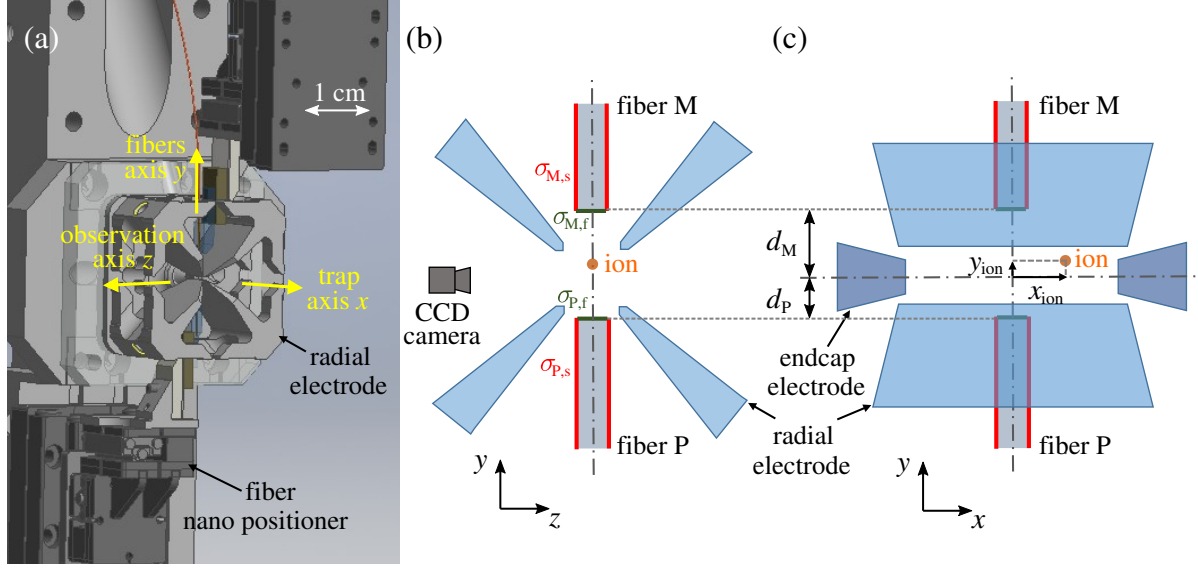 (a)
1 cm
fibers
axis y
observation
axis z
trap
axis x
radial
electrode
fiber
nano positioner
(b)
fiber M
σM,s
σM,f
ion
CCD
camera
σP,f
σP,s
fiber P
radial
electrode
y
z
(c)
fiber M
dM
yion
ion
xion
dP
endcap
electrode
fiber P
y
x